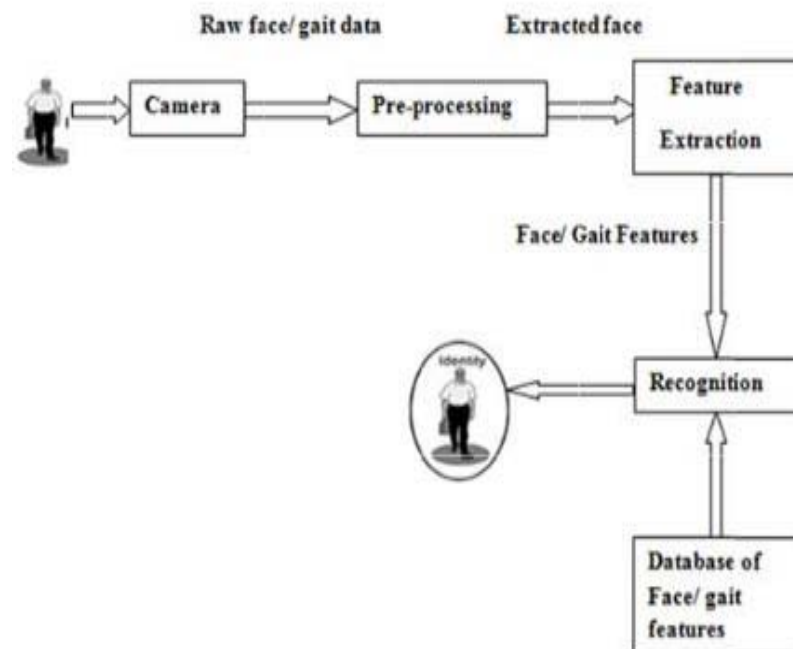 Raw face/ gait data
Extracted face
Camera
Pre-processing
Feature
Extraction
Face/ Gait Features
Identity
Recognition
Database of
Face/ gait
features